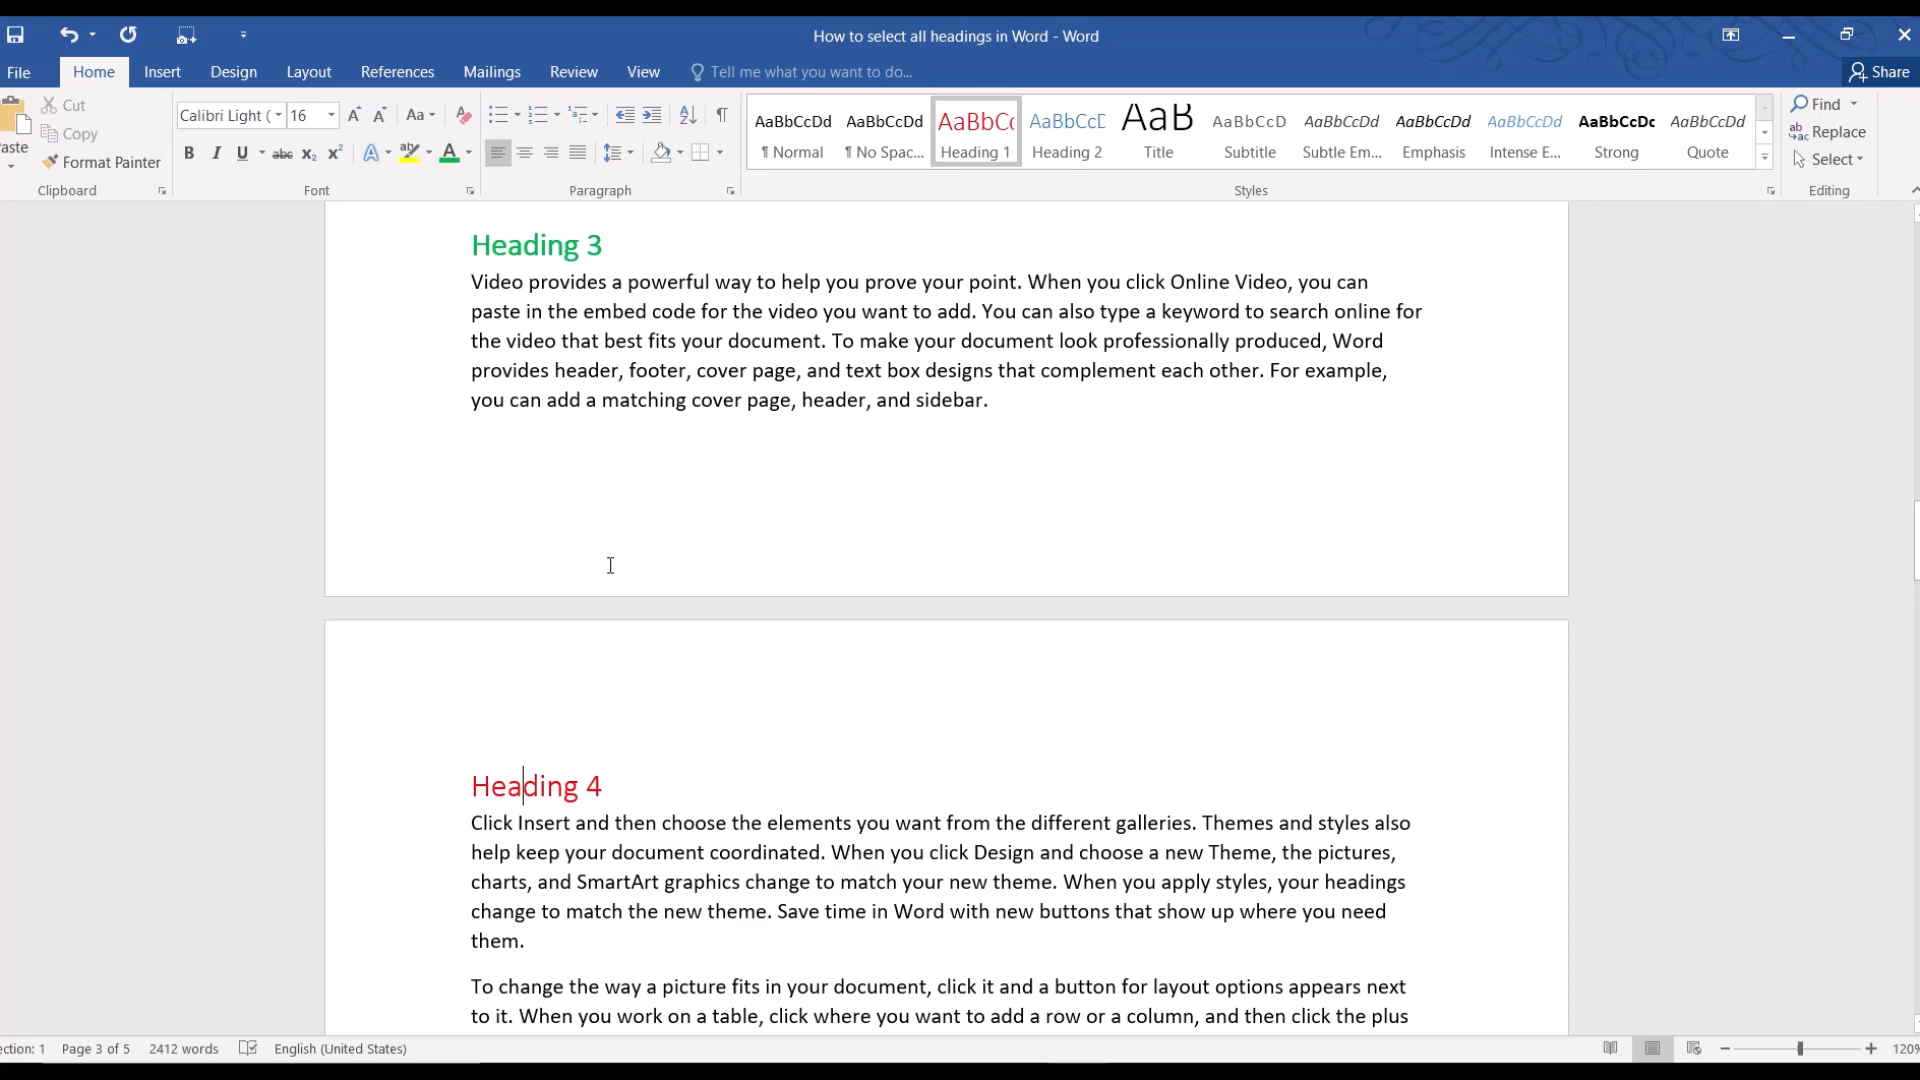 How to select all headings in Word - Word
File Home Insert Design Layout References Mailings Review View Tell me what you want to do... Share
Cut
Copy
Format Painter
Clipboard
Calibri Light ( 16 Aa
B I U abc X₂ X² A ab A
Font
Paragraph
AaBbCcDd AaBbCcDd AaBbCc AaBbCcD AaB AaBbCcD AaBbCcDd AaBbCcDd AaBbCcDd AaBbCcDc AaBbCcDd
¶ Normal ¶ No Spac... Heading 1 Heading 2 Title Subtitle Subtle Em... Emphasis Intense E... Strong Quote
Styles
Find
Replace
Select
Editing
Heading 3
Video provides a powerful way to help you prove your point. When you click Online Video, you can
paste in the embed code for the video you want to add. You can also type a keyword to search online for
the video that best fits your document. To make your document look professionally produced, Word
provides header, footer, cover page, and text box designs that complement each other. For example,
you can add a matching cover page, header, and sidebar.
Heading 4
Click Insert and then choose the elements you want from the different galleries. Themes and styles also
help keep your document coordinated. When you click Design and choose a new Theme, the pictures,
charts, and SmartArt graphics change to match your new theme. When you apply styles, your headings
change to match the new theme. Save time in Word with new buttons that show up where you need
them.
To change the way a picture fits in your document, click it and a button for layout options appears next
to it. When you work on a table, click where you want to add a row or a column, and then click the plus
ection: 1 Page 3 of 5 2412 words English (United States) 120%